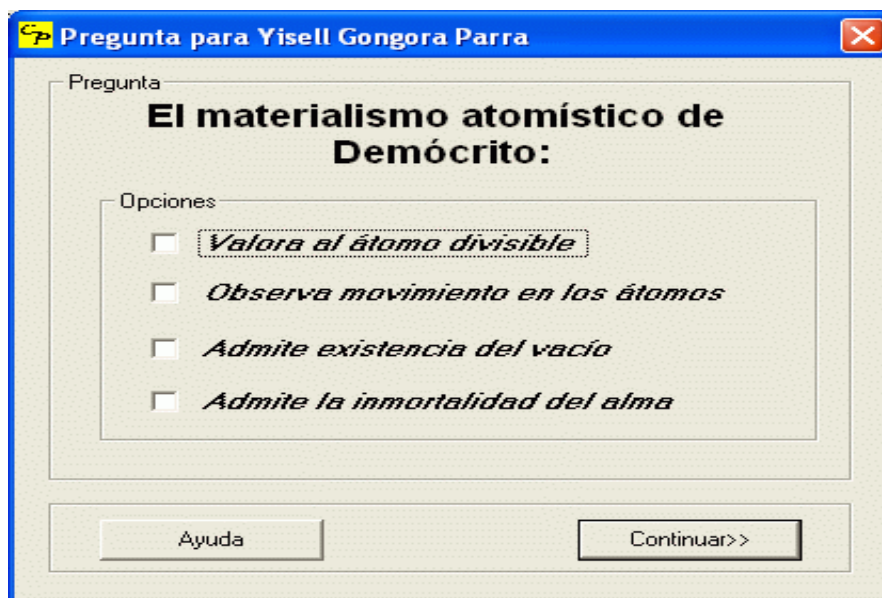 CP Pregunta para Yisell Gongora Parra
Pregunta
El materialismo atomístico de
Demócrito:
Opciones
Valora al átomo divisible
Observa movimiento en los átomos
Admite existencia del vacío
Admite la inmortalidad del alma
Ayuda
Continuar>>